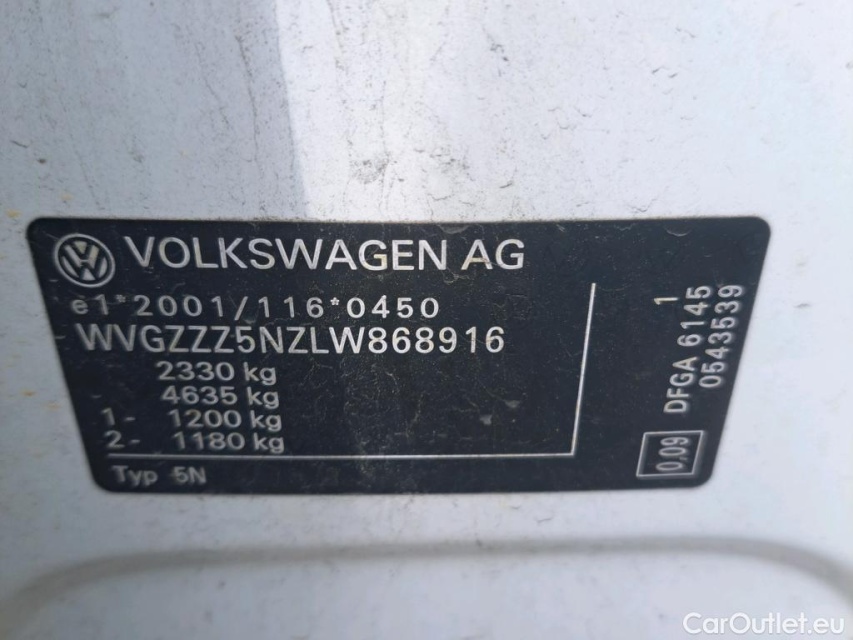 VOLKSWAGEN AG
e1*2001/116*0450
WVGZZZ5NZLW868916
2330 kg
4635 kg
1- 1200 kg
2- 1180 kg
Typ 5N
1
DFGA 6145
0543539
0,09
CarOutlet.eu